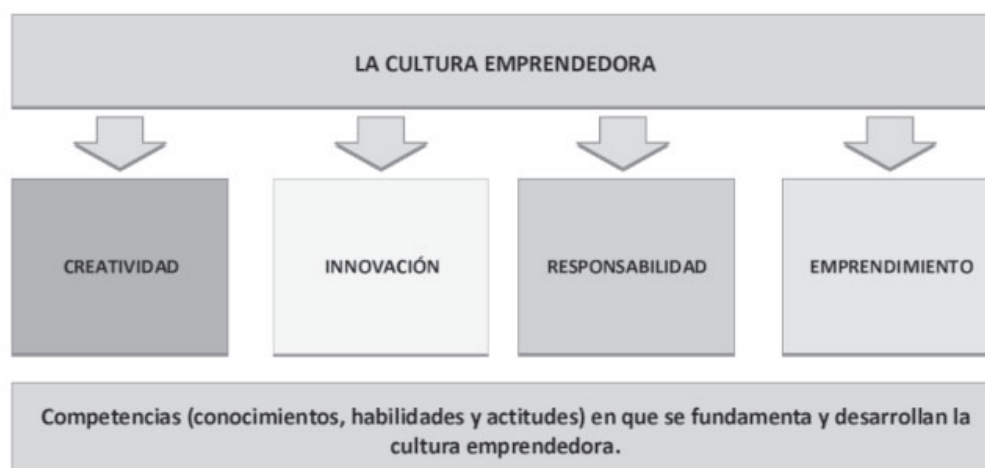 LA CULTURA EMPRENDEDORA
CREATIVIDAD
INNOVACIÓN
RESPONSABILIDAD
EMPRENDIMIENTO
Competencias (conocimientos, habilidades y actitudes) en que se fundamenta y desarrollan la
cultura emprendedora.